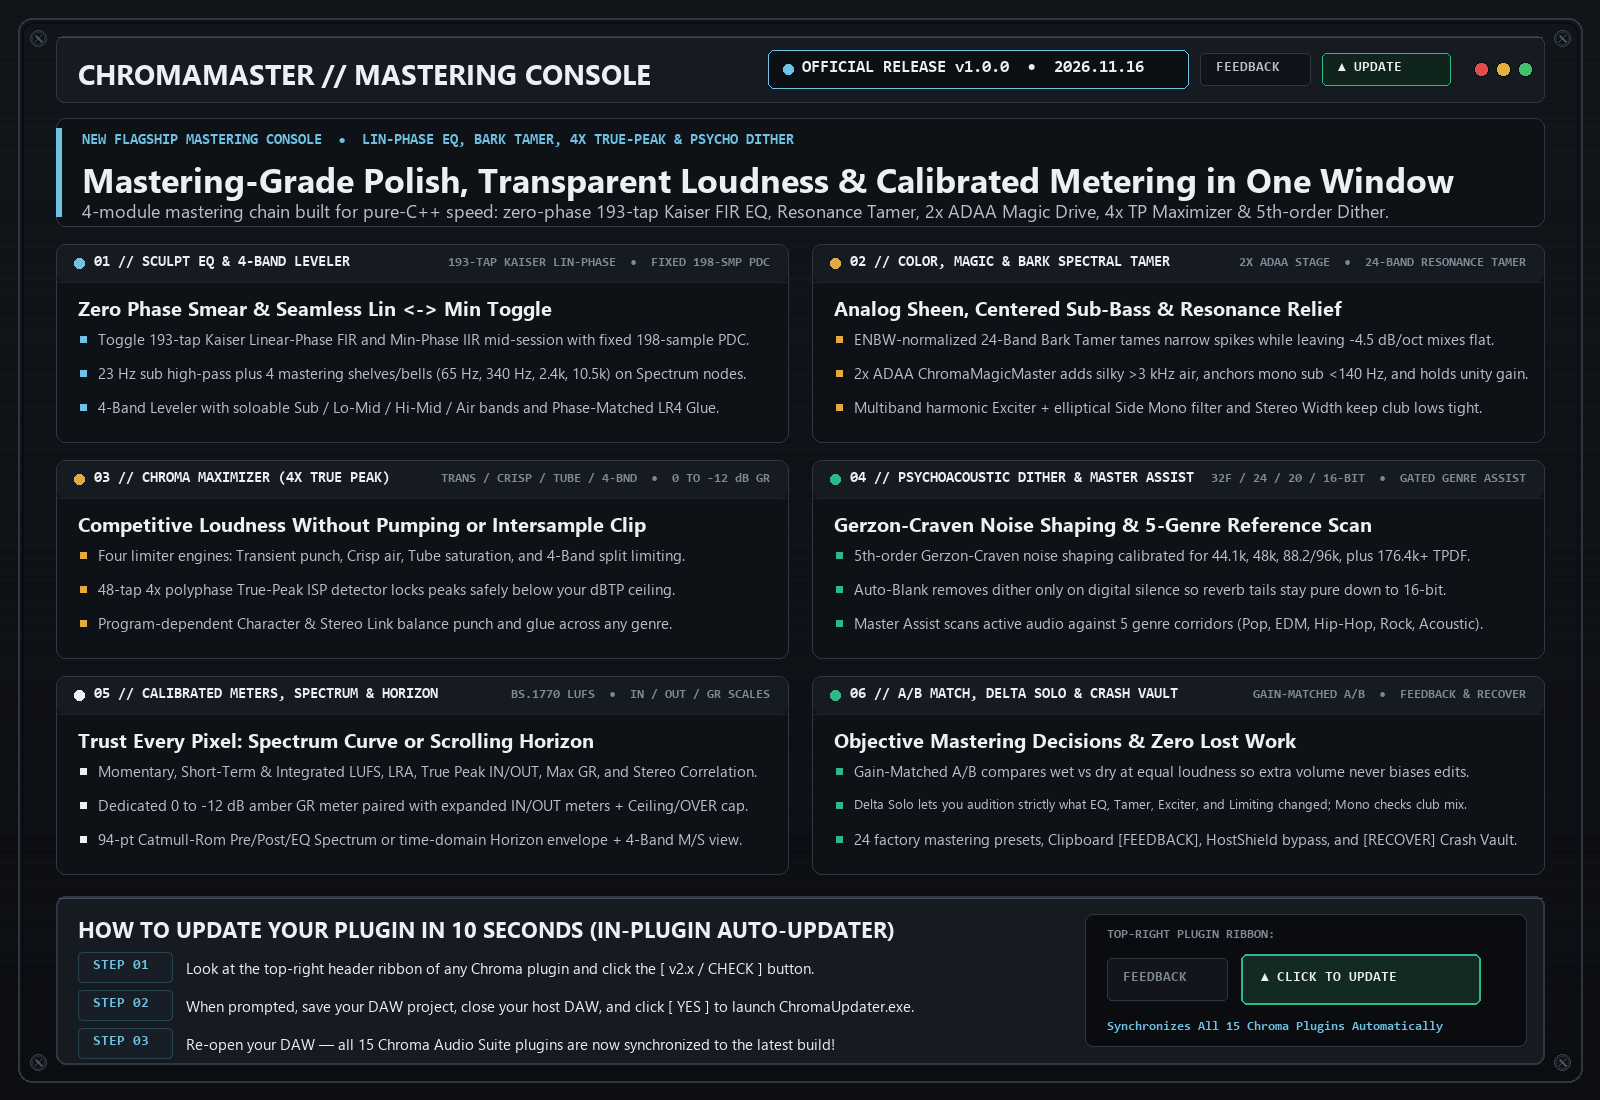 CHROMAMASTER // MASTERING CONSOLE
OFFICIAL RELEASE v1.0.0 • 2026.11.16
FEEDBACK
▲ UPDATE
NEW FLAGSHIP MASTERING CONSOLE • LIN-PHASE EQ, BARK TAMER, 4X TRUE-PEAK & PSYCHO DITHER
Mastering-Grade Polish, Transparent Loudness & Calibrated Metering in One Window
4-module mastering chain built for pure-C++ speed: zero-phase 193-tap Kaiser FIR EQ, Resonance Tamer, 2x ADAA Magic Drive, 4x TP Maximizer & 5th-order Dither.
01 // SCULPT EQ & 4-BAND LEVELER
193-TAP KAISER LIN-PHASE • FIXED 198-SMP PDC
Zero Phase Smear & Seamless Lin <-> Min Toggle
Toggle 193-tap Kaiser Linear-Phase FIR and Min-Phase IIR mid-session with fixed 198-sample PDC.
23 Hz sub high-pass plus 4 mastering shelves/bells (65 Hz, 340 Hz, 2.4k, 10.5k) on Spectrum nodes.
4-Band Leveler with soloable Sub / Lo-Mid / Hi-Mid / Air bands and Phase-Matched LR4 Glue.
02 // COLOR, MAGIC & BARK SPECTRAL TAMER
2X ADAA STAGE • 24-BAND RESONANCE TAMER
Analog Sheen, Centered Sub-Bass & Resonance Relief
ENBW-normalized 24-Band Bark Tamer tames narrow spikes while leaving -4.5 dB/oct mixes flat.
2x ADAA ChromaMagicMaster adds silky >3 kHz air, anchors mono sub <140 Hz, and holds unity gain.
Multiband harmonic Exciter + elliptical Side Mono filter and Stereo Width keep club lows tight.
03 // CHROMA MAXIMIZER (4X TRUE PEAK)
TRANS / CRISP / TUBE / 4-BND • 0 TO -12 dB GR
Competitive Loudness Without Pumping or Intersample Clip
Four limiter engines: Transient punch, Crisp air, Tube saturation, and 4-Band split limiting.
48-tap 4x polyphase True-Peak ISP detector locks peaks safely below your dBTP ceiling.
Program-dependent Character & Stereo Link balance punch and glue across any genre.
04 // PSYCHOACOUSTIC DITHER & MASTER ASSIST
32F / 24 / 20 / 16-BIT • GATED GENRE ASSIST
Gerzon-Craven Noise Shaping & 5-Genre Reference Scan
5th-order Gerzon-Craven noise shaping calibrated for 44.1k, 48k, 88.2/96k, plus 176.4k+ TPDF.
Auto-Blank removes dither only on digital silence so reverb tails stay pure down to 16-bit.
Master Assist scans active audio against 5 genre corridors (Pop, EDM, Hip-Hop, Rock, Acoustic).
05 // CALIBRATED METERS, SPECTRUM & HORIZON
BS.1770 LUFS • IN / OUT / GR SCALES
Trust Every Pixel: Spectrum Curve or Scrolling Horizon
Momentary, Short-Term & Integrated LUFS, LRA, True Peak IN/OUT, Max GR, and Stereo Correlation.
Dedicated 0 to -12 dB amber GR meter paired with expanded IN/OUT meters + Ceiling/OVER cap.
94-pt Catmull-Rom Pre/Post/EQ Spectrum or time-domain Horizon envelope + 4-Band M/S view.
06 // A/B MATCH, DELTA SOLO & CRASH VAULT
GAIN-MATCHED A/B • FEEDBACK & RECOVER
Objective Mastering Decisions & Zero Lost Work
Gain-Matched A/B compares wet vs dry at equal loudness so extra volume never biases edits.
Delta Solo lets you audition strictly what EQ, Tamer, Exciter, and Limiting changed; Mono checks club mix.
24 factory mastering presets, Clipboard [FEEDBACK], HostShield bypass, and [RECOVER] Crash Vault.
HOW TO UPDATE YOUR PLUGIN IN 10 SECONDS (IN-PLUGIN AUTO-UPDATER)
STEP 01
Look at the top-right header ribbon of any Chroma plugin and click the [ v2.x / CHECK ] button.
STEP 02
When prompted, save your DAW project, close your host DAW, and click [ YES ] to launch ChromaUpdater.exe.
STEP 03
Re-open your DAW — all 15 Chroma Audio Suite plugins are now synchronized to the latest build!
TOP-RIGHT PLUGIN RIBBON:
FEEDBACK
▲ CLICK TO UPDATE
Synchronizes All 15 Chroma Plugins Automatically